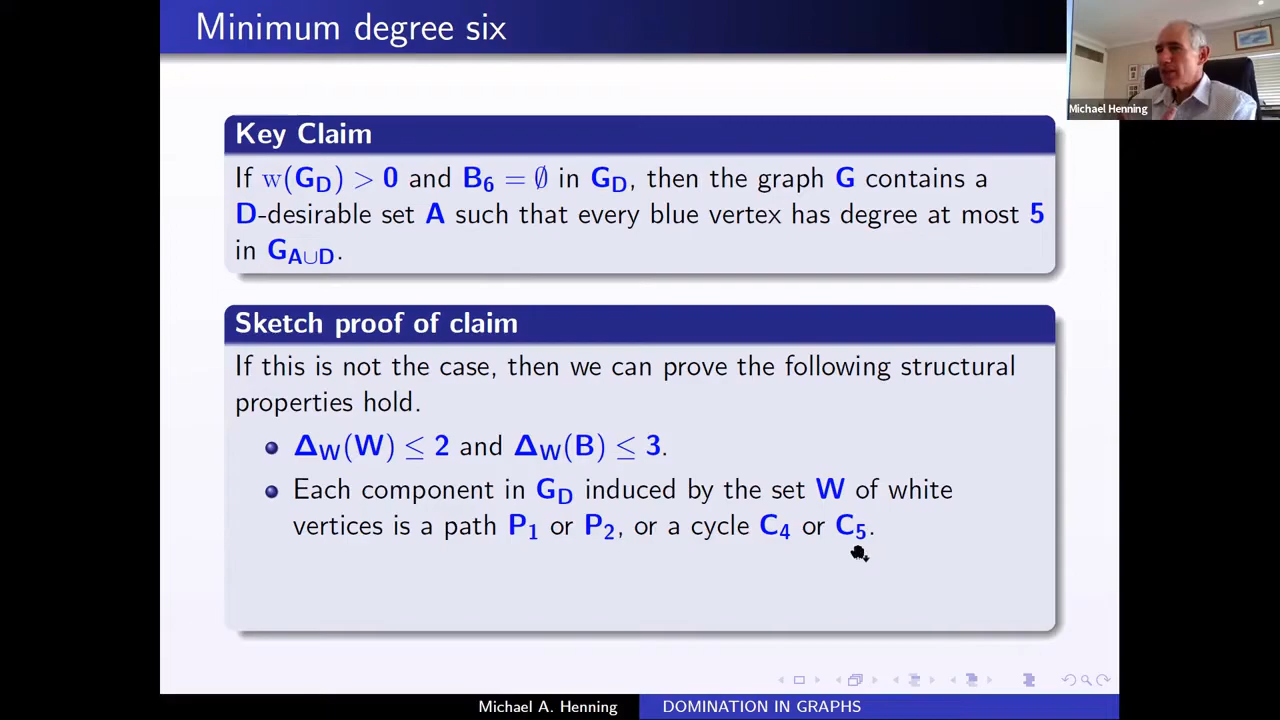 Minimum degree six
Michael Henning
Key Claim
If w(G_D) > 0 and B_6 = ∅ in G_D, then the graph G contains a
D-desirable set A such that every blue vertex has degree at most 5
in G_{A∪D}.
Sketch proof of claim
If this is not the case, then we can prove the following structural
properties hold.
Δ_W(W) ≤ 2 and Δ_W(B) ≤ 3.
Each component in G_D induced by the set W of white
vertices is a path P_1 or P_2, or a cycle C_4 or C_5.
Michael A. Henning DOMINATION IN GRAPHS